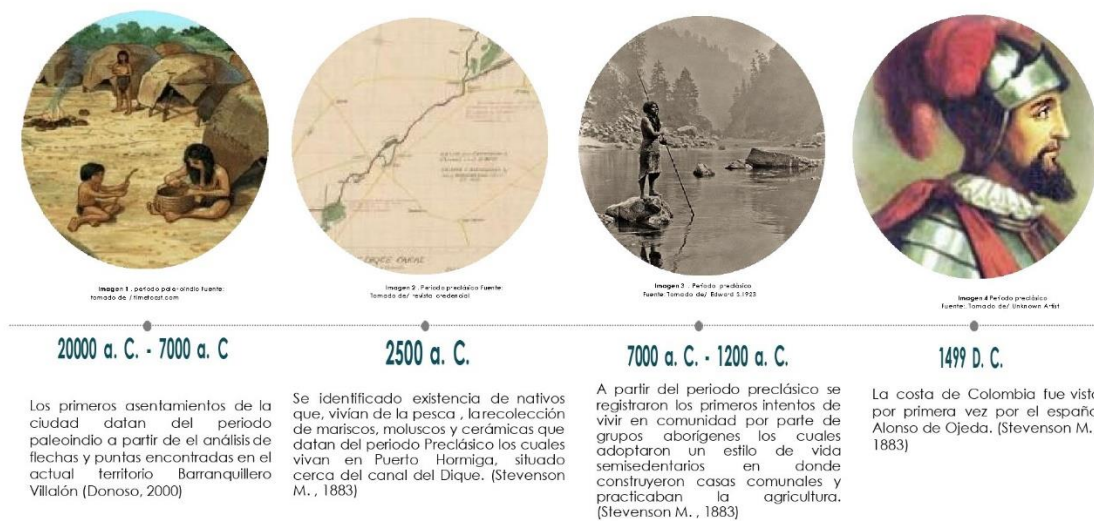 Imagen 1 . periodo paleoindio Fuente:
tomado de / timetoast.com
Imagen 2 . Periodo preclásico Fuente:
Tomado de/ revista credencial
Imagen 3 . Periodo preclásico
Fuente: Tomado de/ Edward S.1923
Imagen 4 Periodo preclásico
Fuente: Tomado de/ Unknown Artist
20000 a. C. - 7000 a. C
Los primeros asentamientos de la
ciudad datan del periodo
paleoindio a partir de el análisis de
flechas y puntas encontradas en el
actual territorio Barranquillero
Villalón (Donoso, 2000)
2500 a. C.
Se identificado existencia de nativos
que, vivían de la pesca , la recolección
de mariscos, moluscos y cerámicas que
datan del periodo Preclásico los cuales
vivan en Puerto Hormiga, situado
cerca del canal del Dique. (Stevenson
M. , 1883)
7000 a. C. - 1200 a. C.
A partir del periodo preclásico se
registraron los primeros intentos de
vivir en comunidad por parte de
grupos aborígenes los cuales
adoptaron un estilo de vida
semisedentarios en donde
construyeron casas comunales y
practicaban la agricultura.
(Stevenson M. , 1883)
1499 D. C.
La costa de Colombia fue vist
por primera vez por el españo
Alonso de Ojeda. (Stevenson M.
1883)
DIQUE CANAL